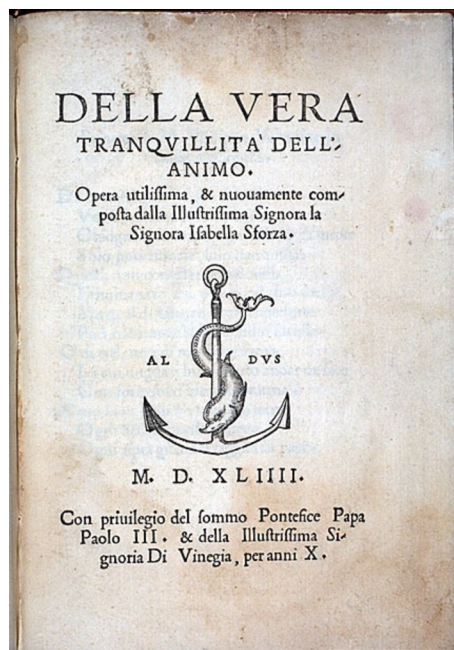 DELLA VERA
TRANQVILLITA' DELL'⸗
ANIMO.
Opera utiliſſima, & nuouamente com⸗
poſta dalla Illuſtriſſima Signora la
Signora Iſabella Sforza.
AL DVS
M. D. XLIIII.
Con priuilegio del ſommo Pontefice Papa
Paolo III. & della Illuſtriſſima Si⸗
gnoria Di Vinegia, per anni X.